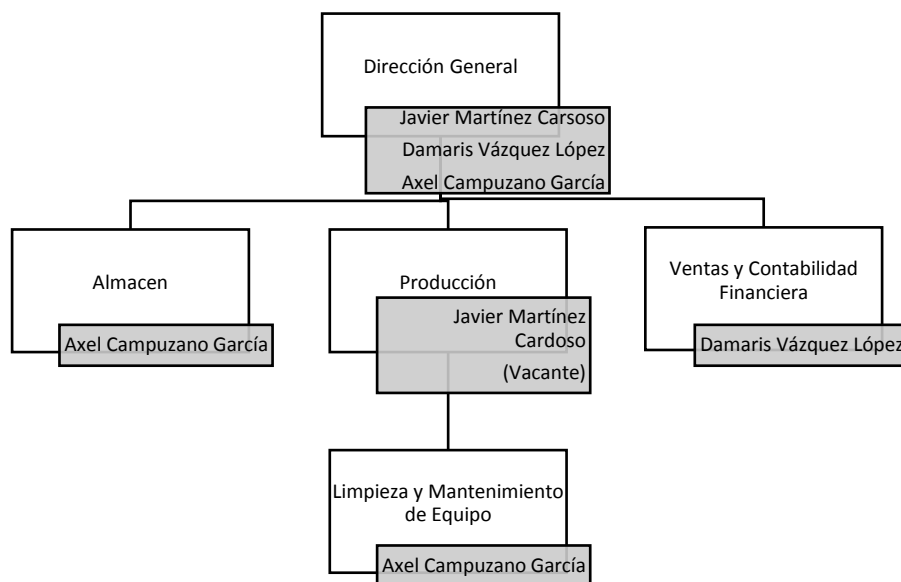 Dirección General
Javier Martínez Carsoso
Damaris Vázquez López
Axel Campuzano García
Almacen
Axel Campuzano García
Producción
Javier Martínez
Cardoso
(Vacante)
Ventas y Contabilidad
Financiera
Damaris Vázquez López
Limpieza y Mantenimiento
de Equipo
Axel Campuzano García